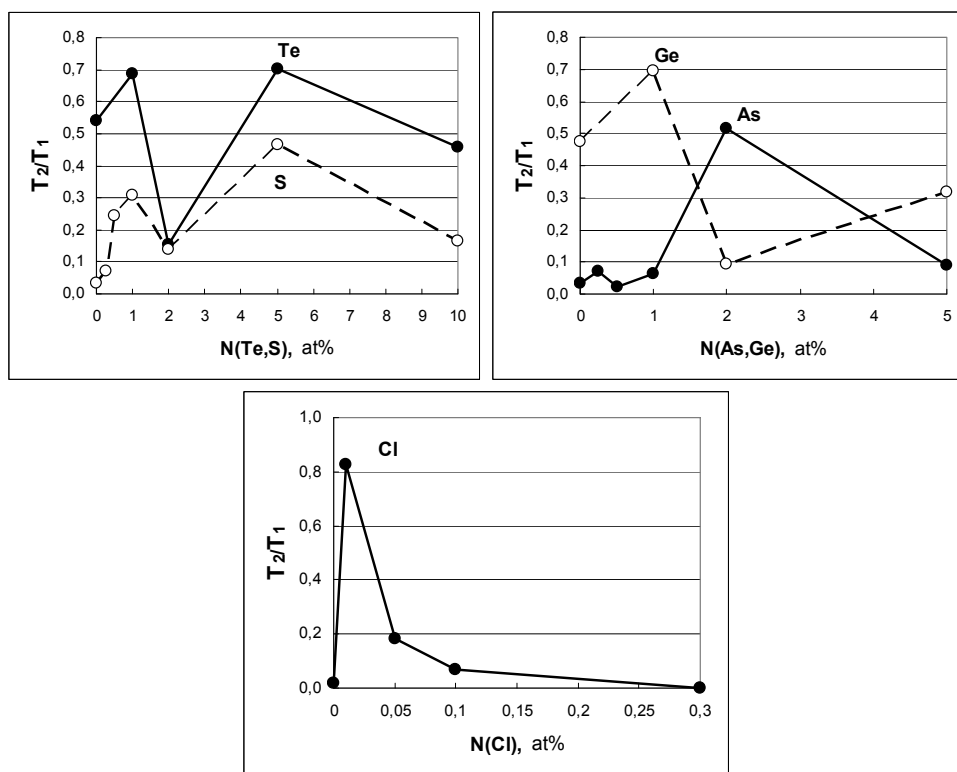 0,8
0,7
0,6
0,5
0,4
0,3
0,2
0,1
0,0
T2/T1
Te
S
0 1 2 3 4 5 6 7 8 9 10
N(Te,S), at%
0,8
0,7
0,6
0,5
0,4
0,3
0,2
0,1
0,0
T2/T1
Ge
As
0 1 2 3 4 5
N(As,Ge), at%
1,0
0,8
0,6
0,4
0,2
0,0
T2/T1
Cl
0 0,05 0,1 0,15 0,2 0,25 0,3
N(Cl), at%